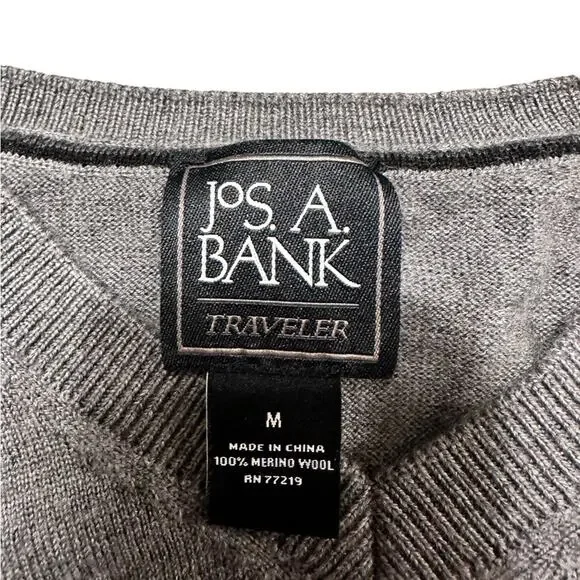 JoS. A.
BANK
TRAVELER
M
MADE IN CHINA
100% MERINO WOOL
RN 77219